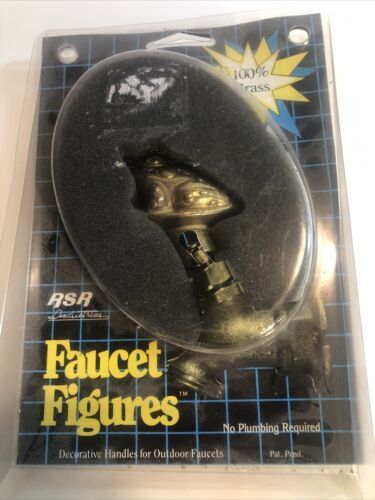 100%
Brass
RSR
Industries
Faucet
Figures™
No Plumbing Required
Decorative Handles for Outdoor Faucets
Pat. Pend.